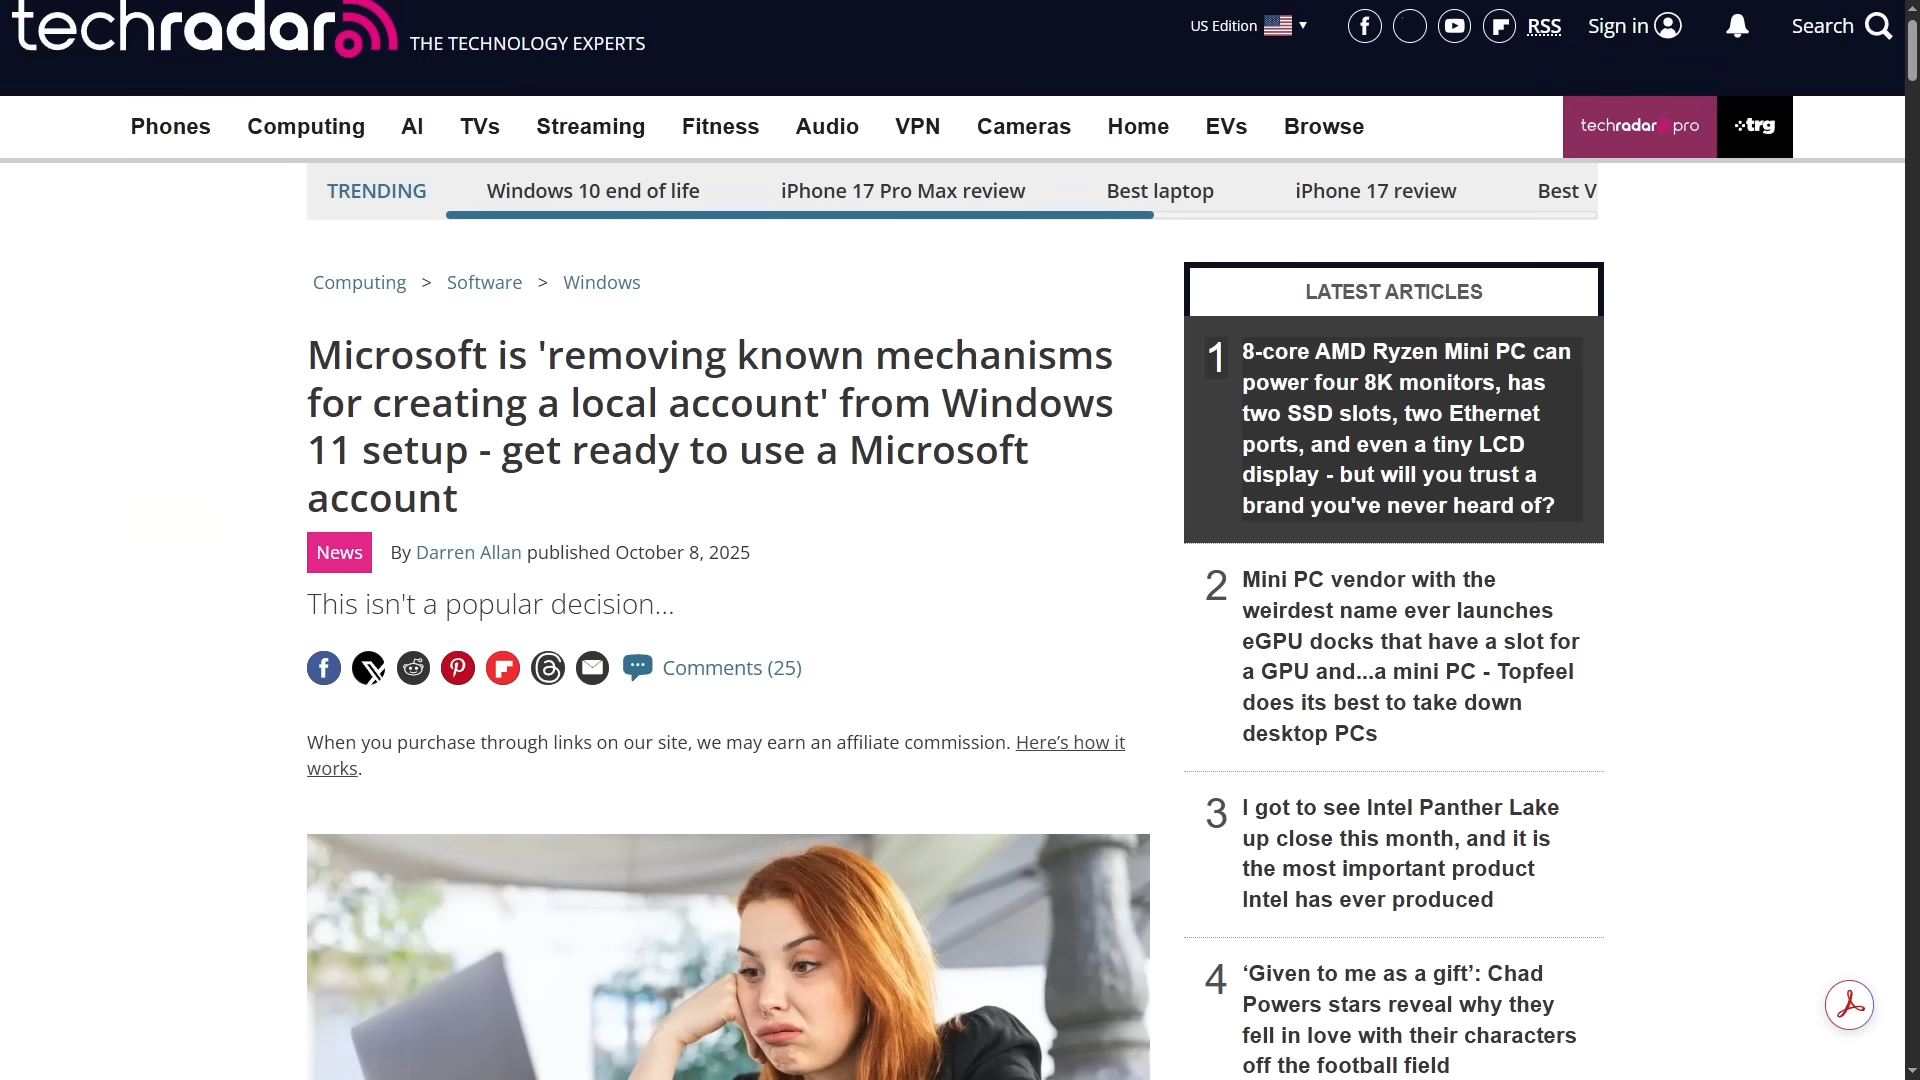 techradar THE TECHNOLOGY EXPERTS
US Edition
RSS
Sign in
Search
Phones Computing AI TVs Streaming Fitness Audio VPN Cameras Home EVs Browse
techradar pro
trg
TRENDING
Windows 10 end of life
iPhone 17 Pro Max review
Best laptop
iPhone 17 review
Best V
Computing > Software > Windows
Microsoft is 'removing known mechanisms
for creating a local account' from Windows
11 setup - get ready to use a Microsoft
account
News
By Darren Allan published October 8, 2025
This isn't a popular decision...
Comments (25)
When you purchase through links on our site, we may earn an affiliate commission. Here’s how it
works.
LATEST ARTICLES
1
8-core AMD Ryzen Mini PC can
power four 8K monitors, has
two SSD slots, two Ethernet
ports, and even a tiny LCD
display - but will you trust a
brand you've never heard of?
2
Mini PC vendor with the
weirdest name ever launches
eGPU docks that have a slot for
a GPU and...a mini PC - Topfeel
does its best to take down
desktop PCs
3
I got to see Intel Panther Lake
up close this month, and it is
the most important product
Intel has ever produced
4
‘Given to me as a gift’: Chad
Powers stars reveal why they
fell in love with their characters
off the football field